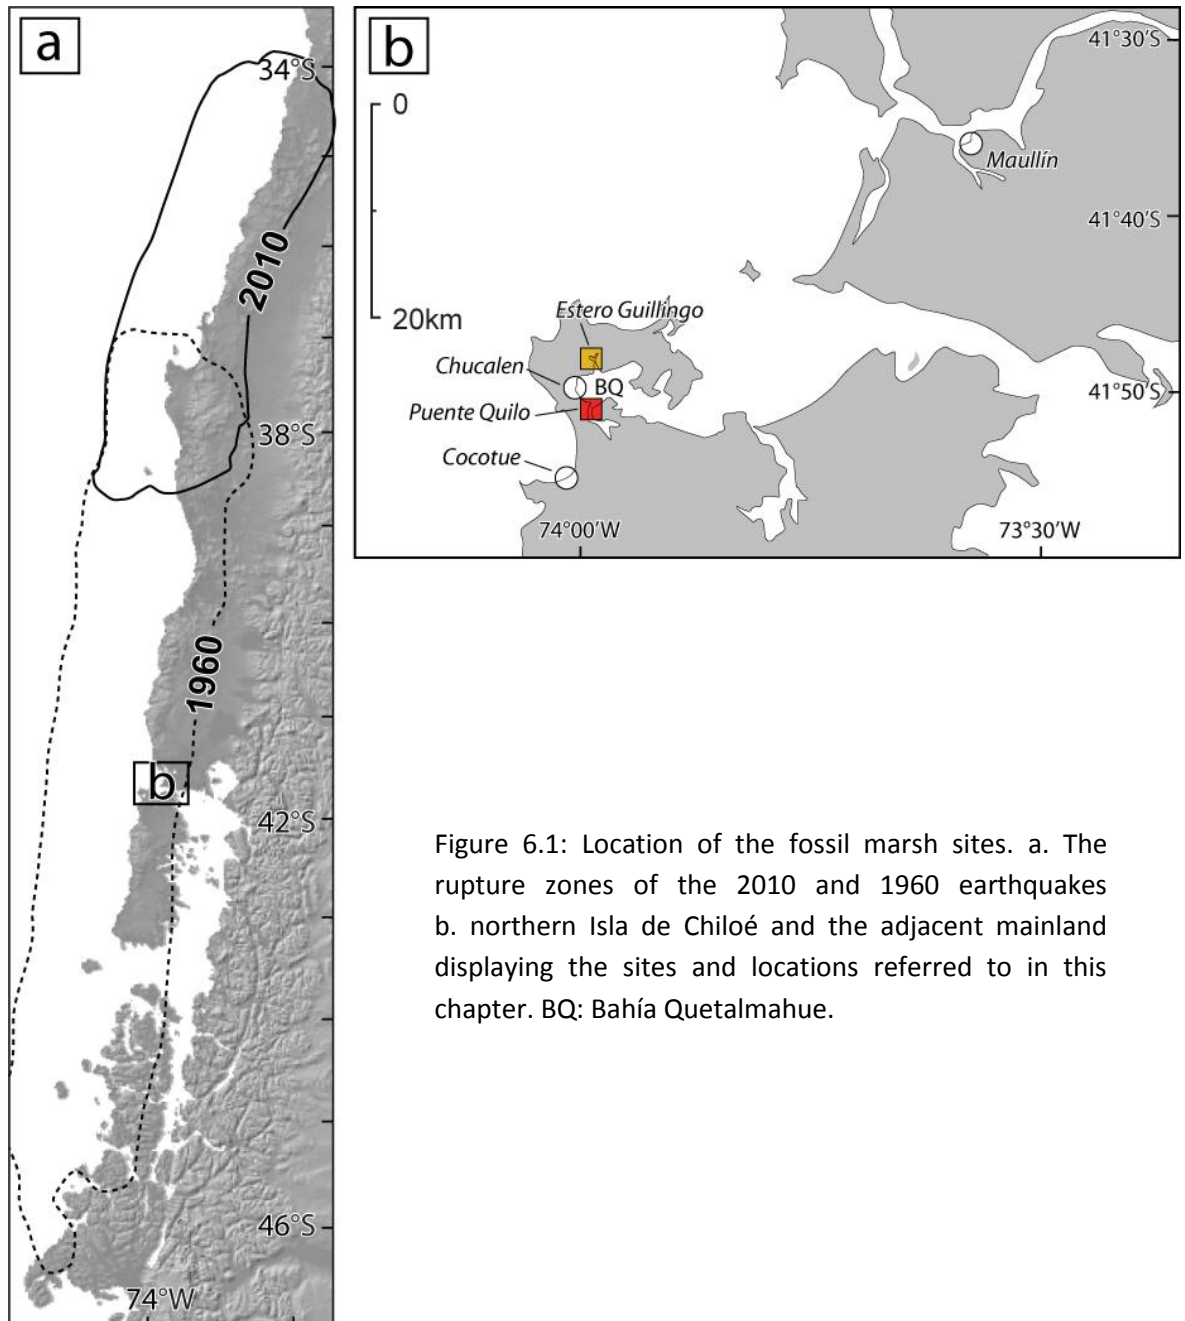 a
34°S
2010
38°S
1960
b
42°S
46°S
74°W
b
0
20km
41°30'S
Maullín
41°40'S
Estero Guillingo
Chucalen
BQ
Puente Quilo
41°50'S
Cocotue
74°00'W
73°30'W
Figure 6.1: Location of the fossil marsh sites. a. The
rupture zones of the 2010 and 1960 earthquakes
b. northern Isla de Chiloé and the adjacent mainland
displaying the sites and locations referred to in this
chapter. BQ: Bahía Quetalmahue.